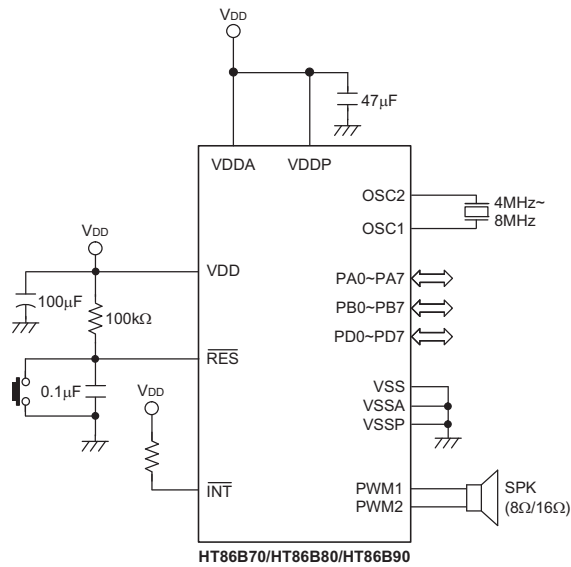 VDD
47µF
VDDA
VDDP
OSC2
OSC1
4MHz~
8MHz
VDD
VDD
100µF
100kΩ
PA0~PA7
PB0~PB7
PD0~PD7
RES
0.1µF
VDD
VSS
VSSA
VSSP
INT
PWM1
PWM2
SPK
(8Ω/16Ω)
HT86B70/HT86B80/HT86B90